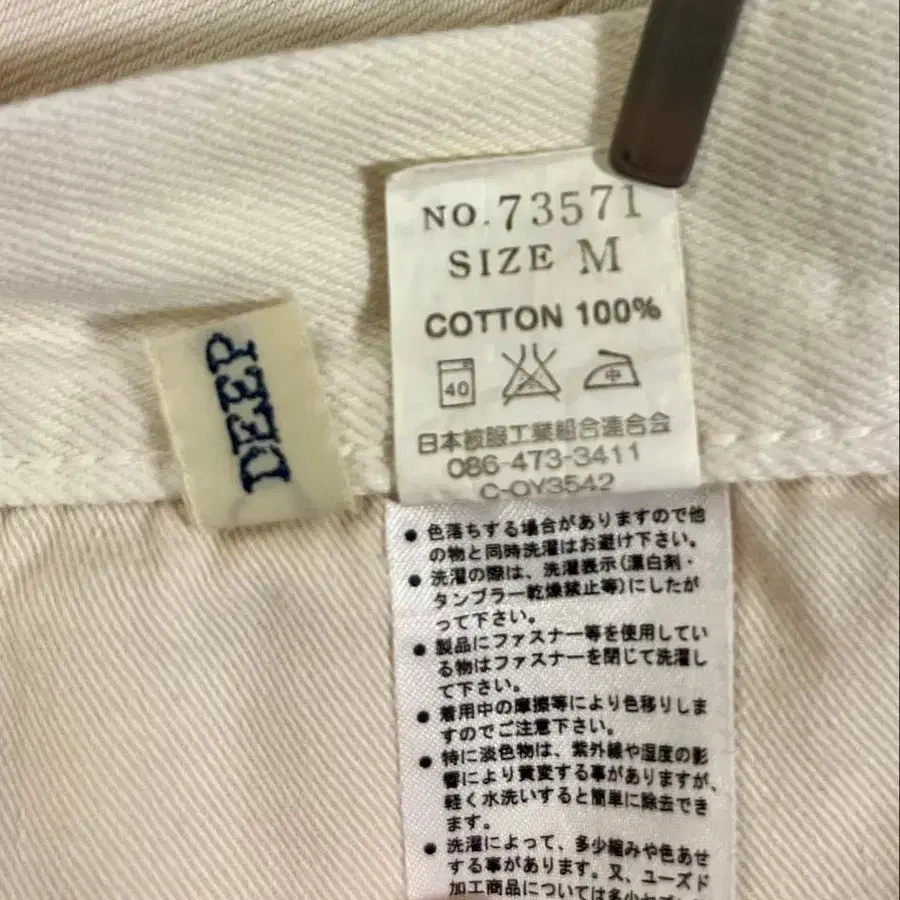 DEEP
NO. 73571
SIZE M
COTTON 100%
40
中
日本被服工業組合連合会
086-473-3411
C-OY3542
● 色落ちする場合がありますので他
の物と同時洗濯はお避け下さい。
● 洗濯の際は、洗濯表示(漂白剤・
タンブラー乾燥禁止等)にしたが
って下さい。
● 製品にファスナー等を使用してい
る物はファスナーを閉じて洗濯し
て下さい。
● 着用中の摩擦等により色移りしま
すのでご注意下さい。
● 特に淡色物は、紫外線や湿度の影
響により黄変する事がありますが、
軽く水洗いすると簡単に除去でき
ます。
● 洗濯によって、多少縮みや色あせ
する事があります。又、ユーズド
加工商品については多少